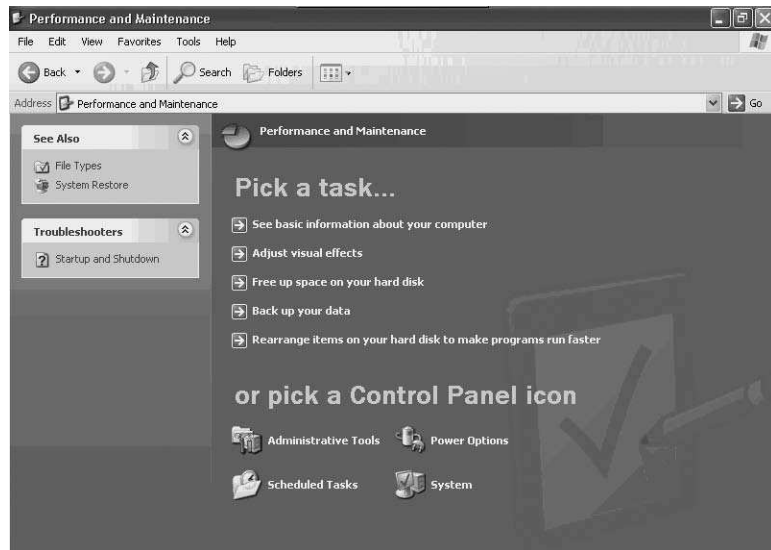 Performance and Maintenance
File Edit View Favorites Tools Help
Back Search Folders
Address Performance and Maintenance Go
See Also
File Types
System Restore
Troubleshooters
Startup and Shutdown
Performance and Maintenance
Pick a task...
See basic information about your computer
Adjust visual effects
Free up space on your hard disk
Back up your data
Rearrange items on your hard disk to make programs run faster
or pick a Control Panel icon
Administrative Tools Power Options
Scheduled Tasks System